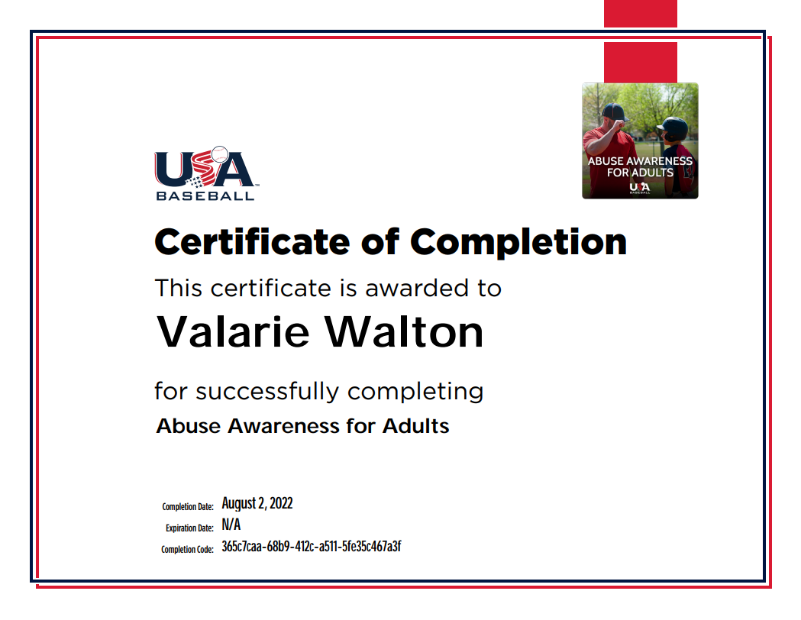 ABUSE AWARENESS
FOR ADULTS
USA
BASEBALL
USA
BASEBALL
Certificate of Completion
This certificate is awarded to
Valarie Walton
for successfully completing
Abuse Awareness for Adults
Completion Date: August 2, 2022
Expiration Date: N/A
Completion Code: 365c7caa-68b9-412c-a511-5fe35c467a3f